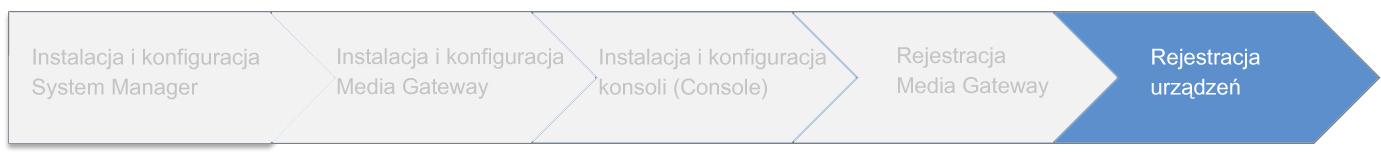 Instalacja i konfiguracja
System Manager
Instalacja i konfiguracja
Media Gateway
Instalacja i konfiguracja
konsoli (Console)
Rejestracja
Media Gateway
Rejestracja
urządzeń